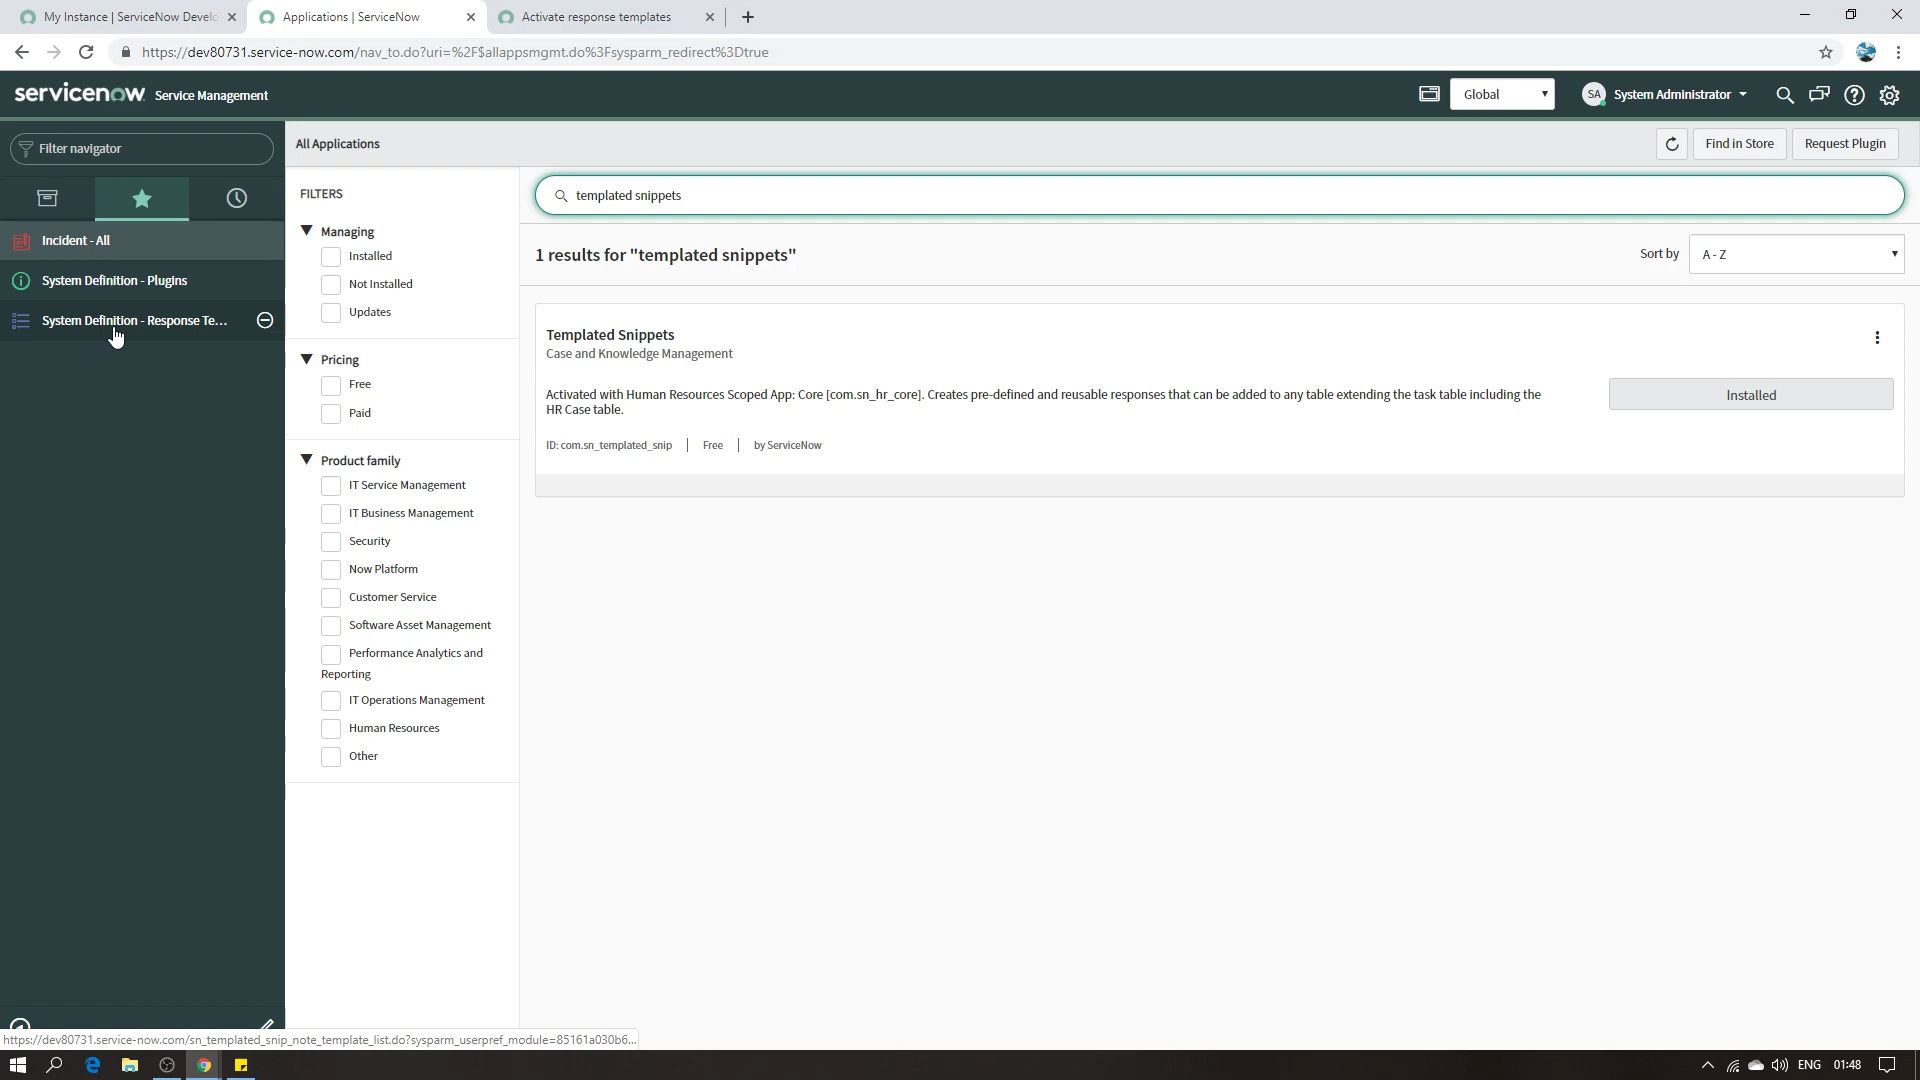 My Instance | ServiceNow Develo
Applications | ServiceNow
Activate response templates
https://dev80731.service-now.com/nav_to.do?uri=%2F$allappsmgmt.do%3Fsysparm_redirect%3Dtrue
servicenow Service Management
Global
SA System Administrator
Filter navigator
All Applications
Find in Store
Request Plugin
Incident - All
System Definition - Plugins
System Definition - Response Te...
FILTERS
Managing
Installed
Not Installed
Updates
Pricing
Free
Paid
Product family
IT Service Management
IT Business Management
Security
Now Platform
Customer Service
Software Asset Management
Performance Analytics and
Reporting
IT Operations Management
Human Resources
Other
templated snippets
1 results for "templated snippets"
Sort by
A - Z
Templated Snippets
Case and Knowledge Management
Activated with Human Resources Scoped App: Core [com.sn_hr_core]. Creates pre-defined and reusable responses that can be added to any table extending the task table including the
HR Case table.
Installed
ID: com.sn_templated_snip | Free | by ServiceNow
https://dev80731.service-now.com/sn_templated_snip_note_template_list.do?sysparm_userpref_module=85161a030b6...
ENG
01:48